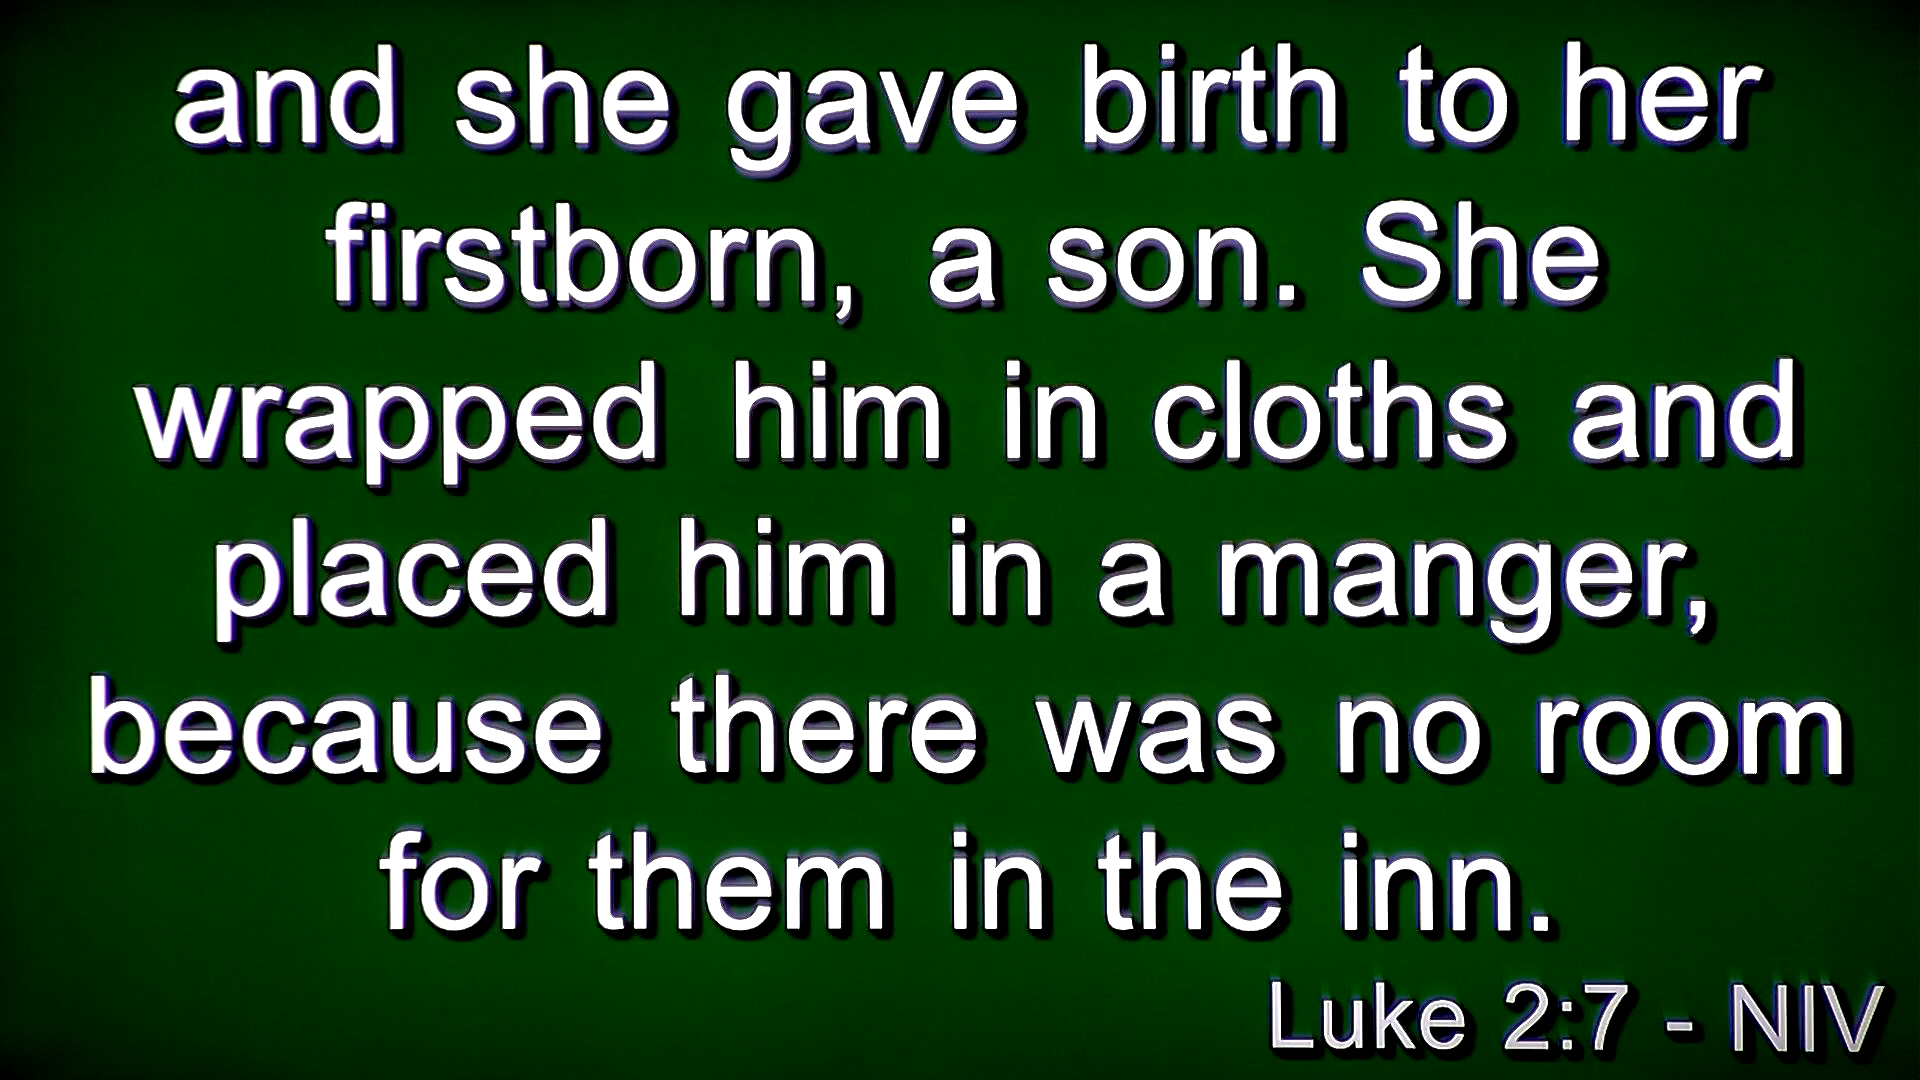 and she gave birth to her
firstborn, a son. She
wrapped him in cloths and
placed him in a manger,
because there was no room
for them in the inn.
Luke 2:7 - NIV